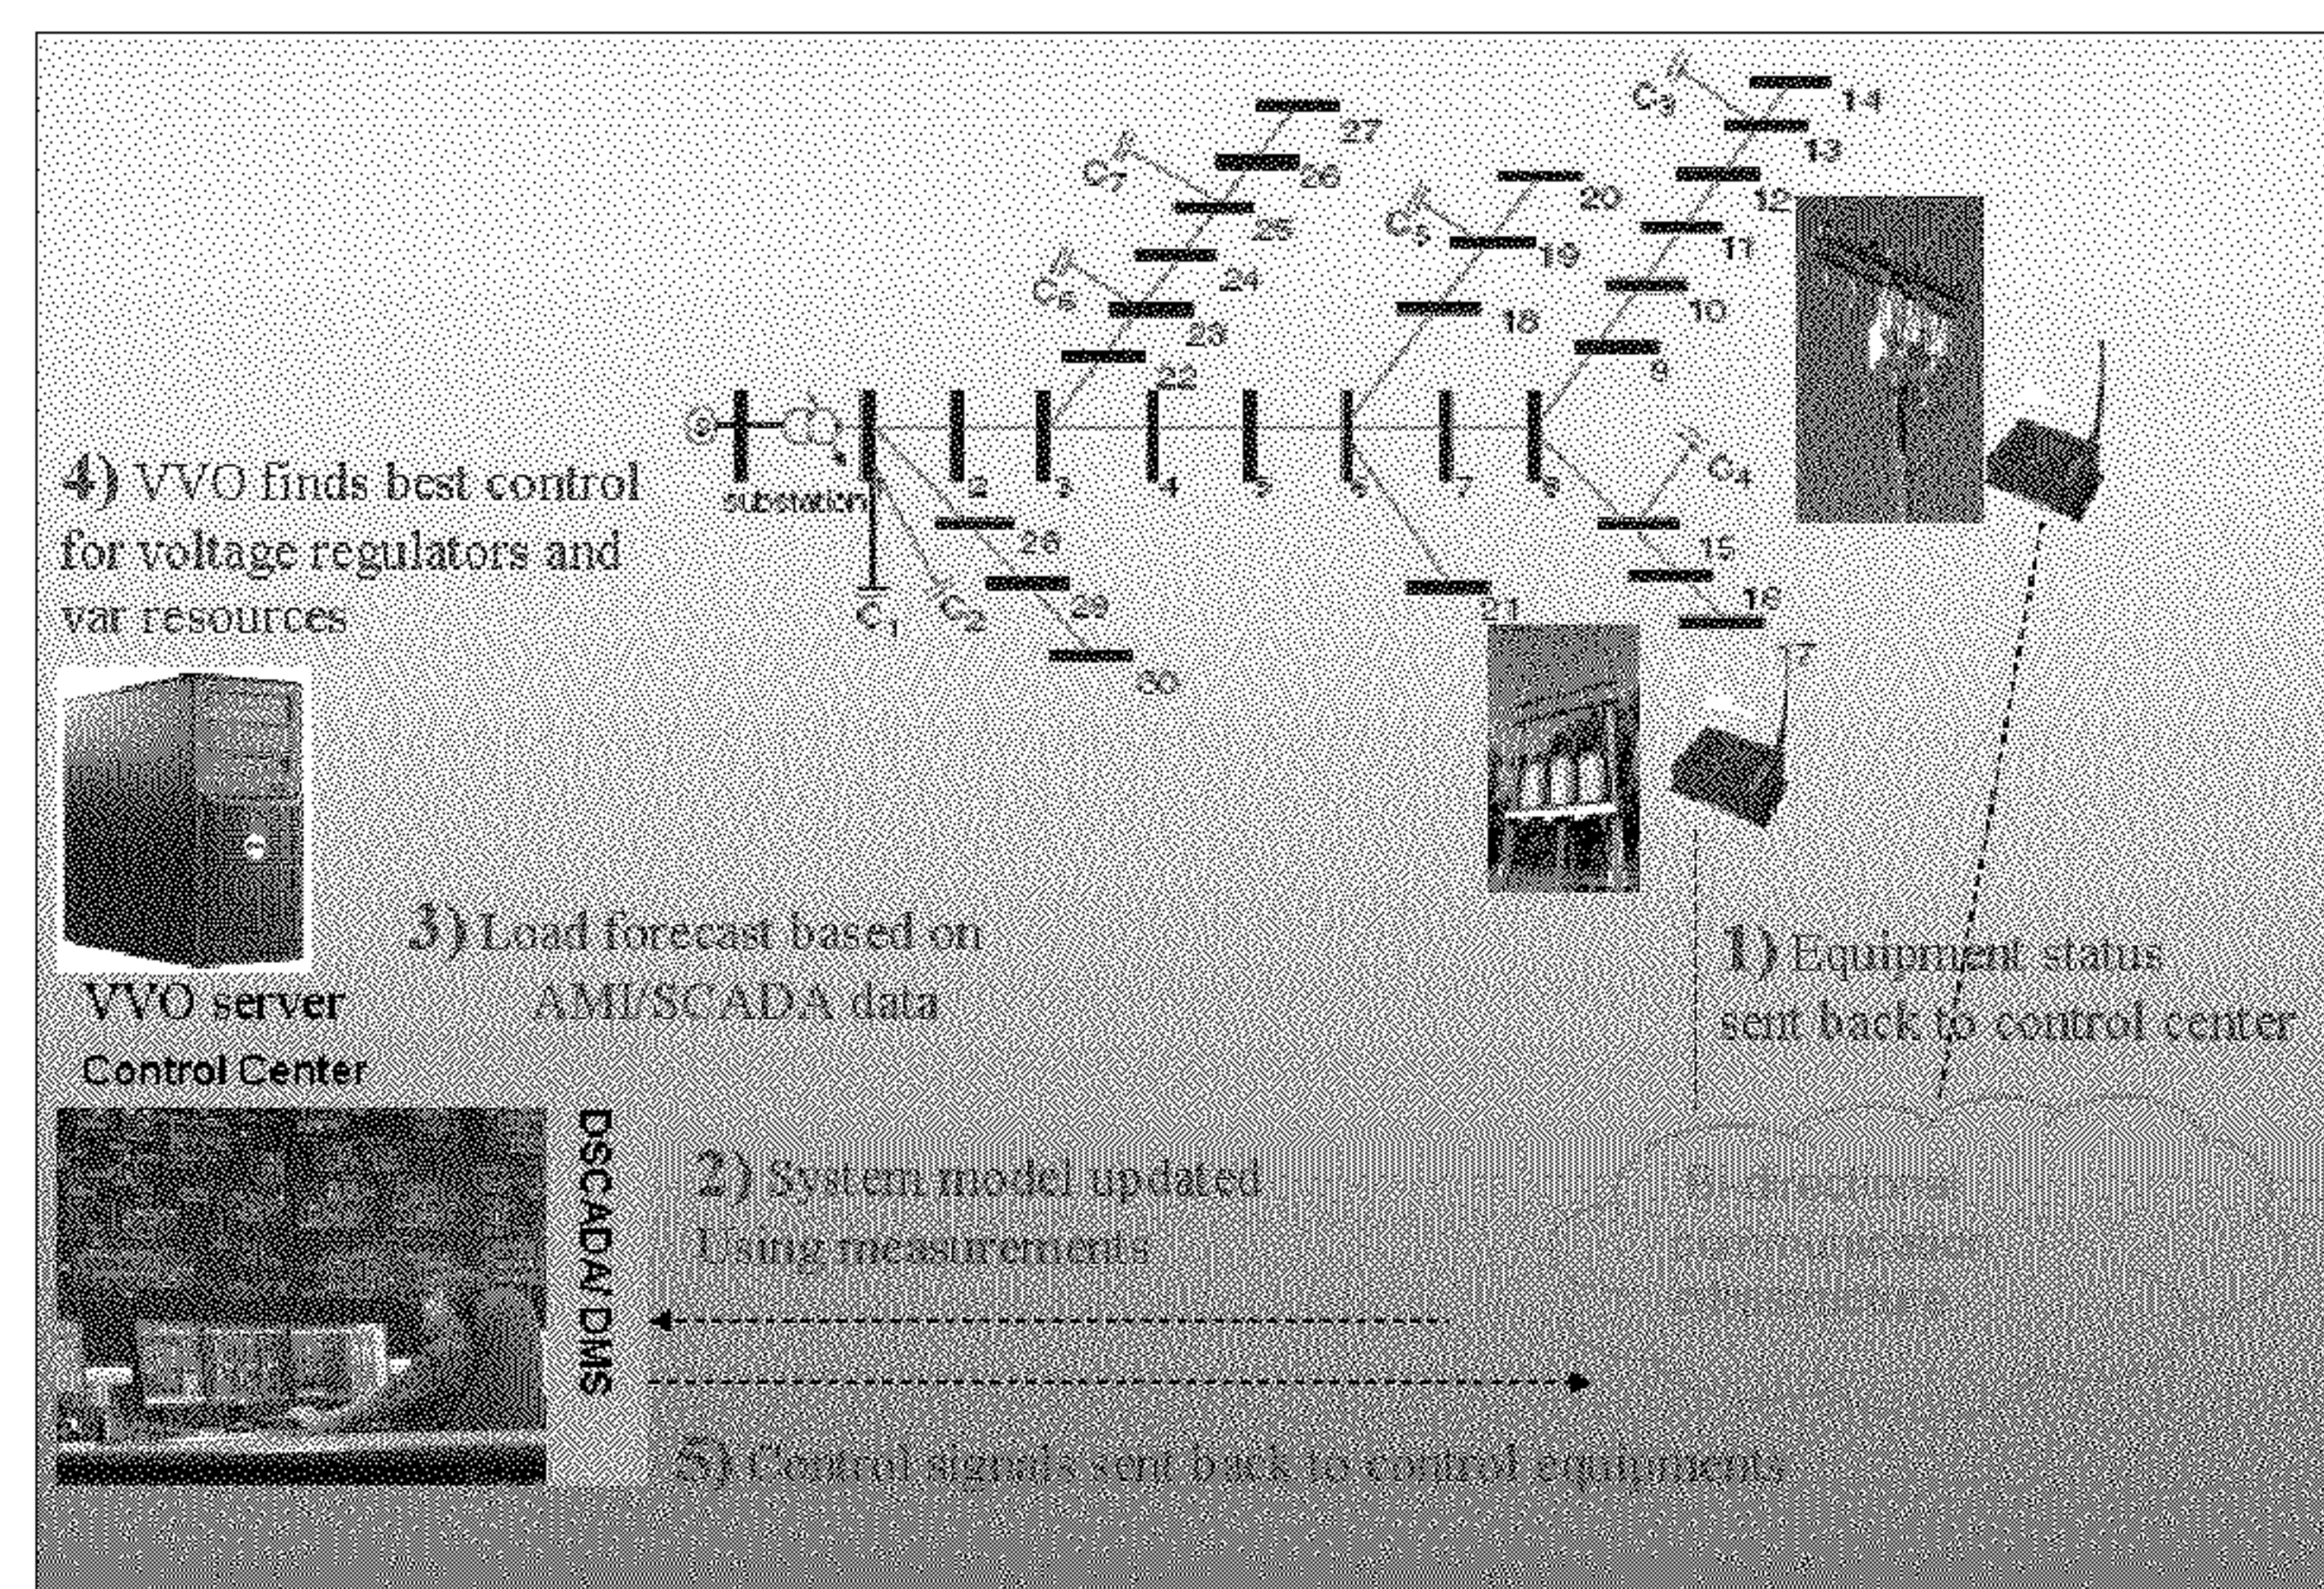 C3
14
27
13
C7
26
12
20
C5
25
11
19
24
C6
10
18
23
9
22
substation
2
3
4
5
6
7
8
C4
4) VVO finds best control
for voltage regulators and
var resources
28
15
C1
C2
29
21
16
30
17
VVO server
Control Center
3) Load forecast based on
AMI/SCADA data
1) Equipment status
sent back to control center
DSCADA/ DMS
2) System model updated
Using measurements
5) Control signals sent back to control equipments